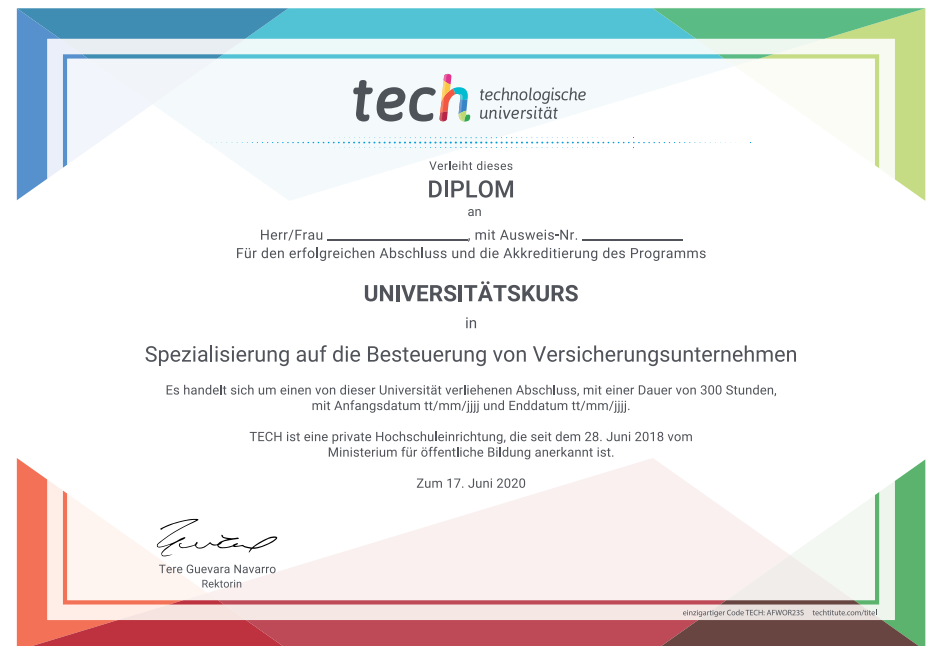 tech technologische
universität
Verleiht dieses
DIPLOM
an
Herr/Frau ____________, mit Ausweis-Nr. ____________
Für den erfolgreichen Abschluss und die Akkreditierung des Programms
UNIVERSITÄTSKURS
in
Spezialisierung auf die Besteuerung von Versicherungsunternehmen
Es handelt sich um einen von dieser Universität verliehenen Abschluss, mit einer Dauer von 300 Stunden,
mit Anfangsdatum tt/mm/jjjj und Enddatum tt/mm/jjjj.
TECH ist eine private Hochschuleinrichtung, die seit dem 28. Juni 2018 vom
Ministerium für öffentliche Bildung anerkannt ist.
Zum 17. Juni 2020
Tere Guevara Navarro
Rektorin
einzigartiger Code TECH: AFWOR23S techtitute.com/titel